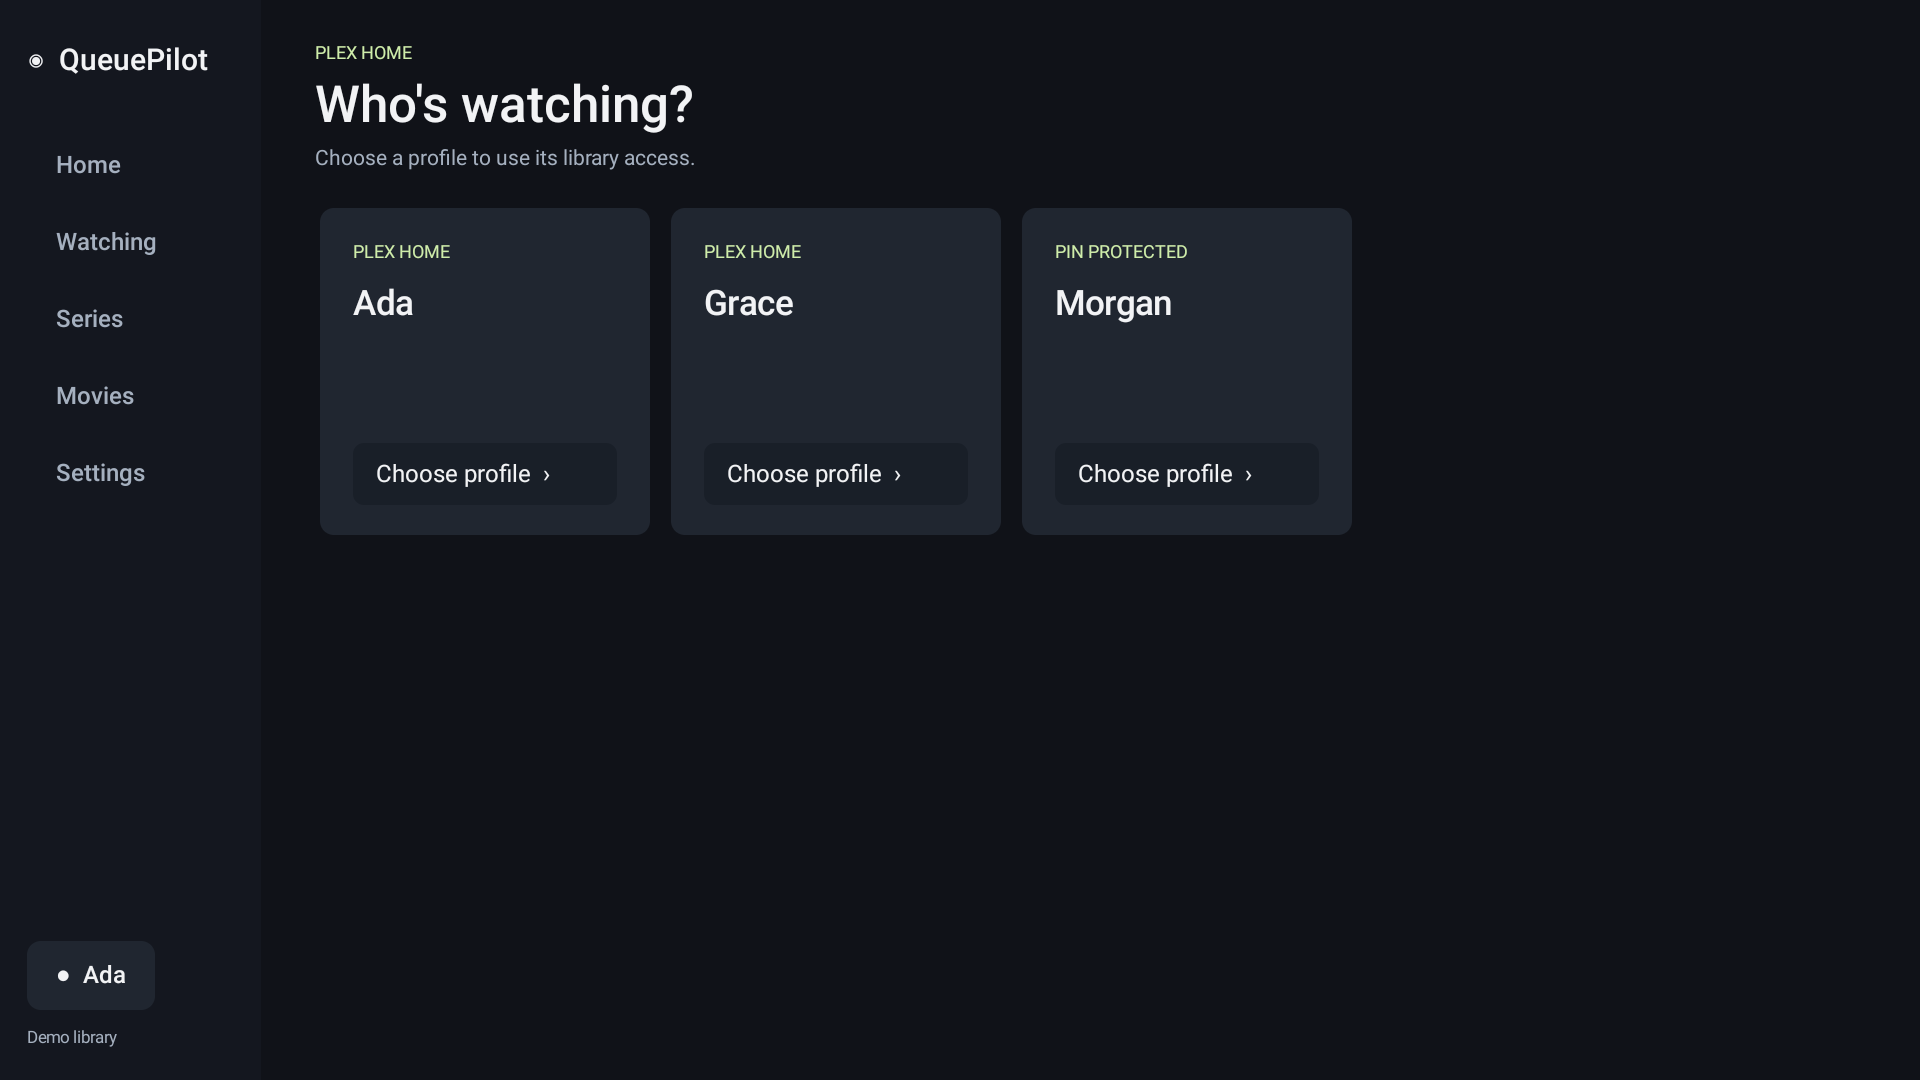 ◉ QueuePilot
Home
Watching
Series
Movies
Settings
● Ada
Demo library
PLEX HOME
Who's watching?
Choose a profile to use its library access.
PLEX HOME
Ada
Choose profile ›
PLEX HOME
Grace
Choose profile ›
PIN PROTECTED
Morgan
Choose profile ›